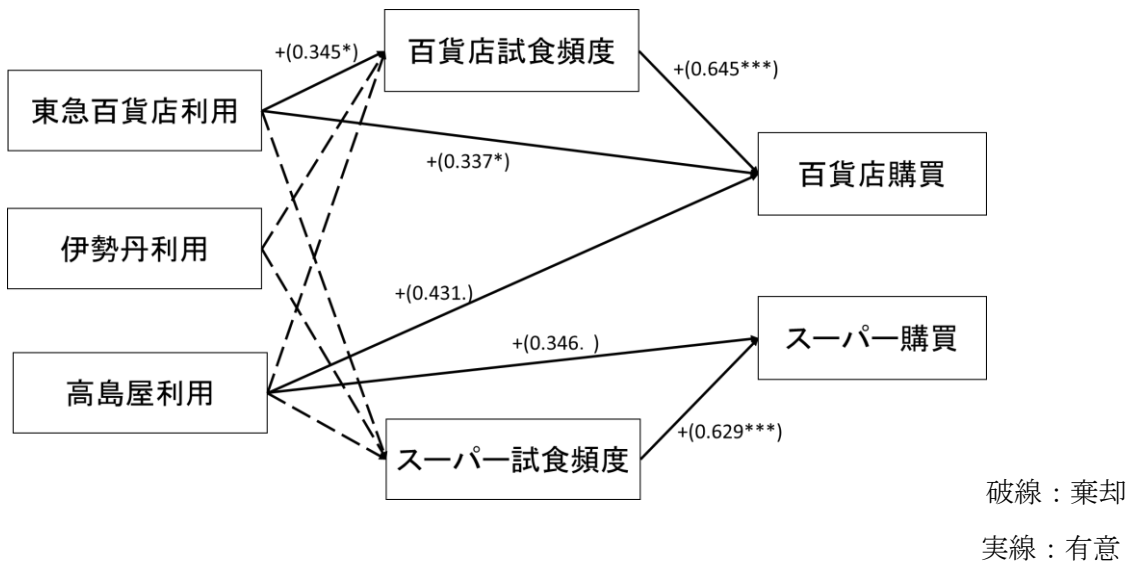 百貨店試食頻度
+(0.345*)
+(0.645***)
東急百貨店利用
+(0.337*)
百貨店購買
伊勢丹利用
+(0.431.)
スーパー購買
+(0.346. )
高島屋利用
+(0.629***)
スーパー試食頻度
破線：棄却
実線：有意